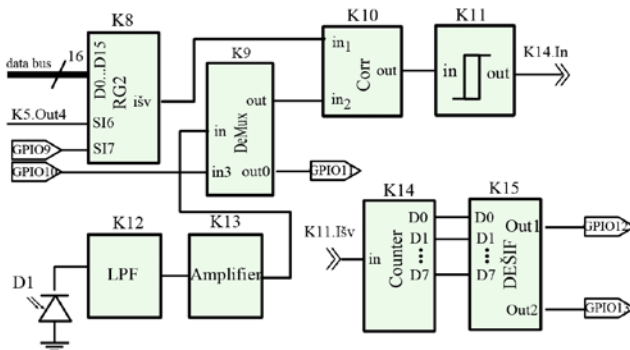 K8
data bus
16
D0...D15
RG2
išv
K5.Out4
SI6
GPIO9
SI7
GPIO10
K9
DeMux
out
in
in3
out0
GPIO11
K10
in1
in2
Corr
out
K11
in
out
K14.In
K12
LPF
K13
Amplifier
D1
K11.Išv
K14
in
Counter
D0
D1
D7
K15
D0
D1
D7
DEŠIF
Out1
Out2
GPIO12
GPIO13